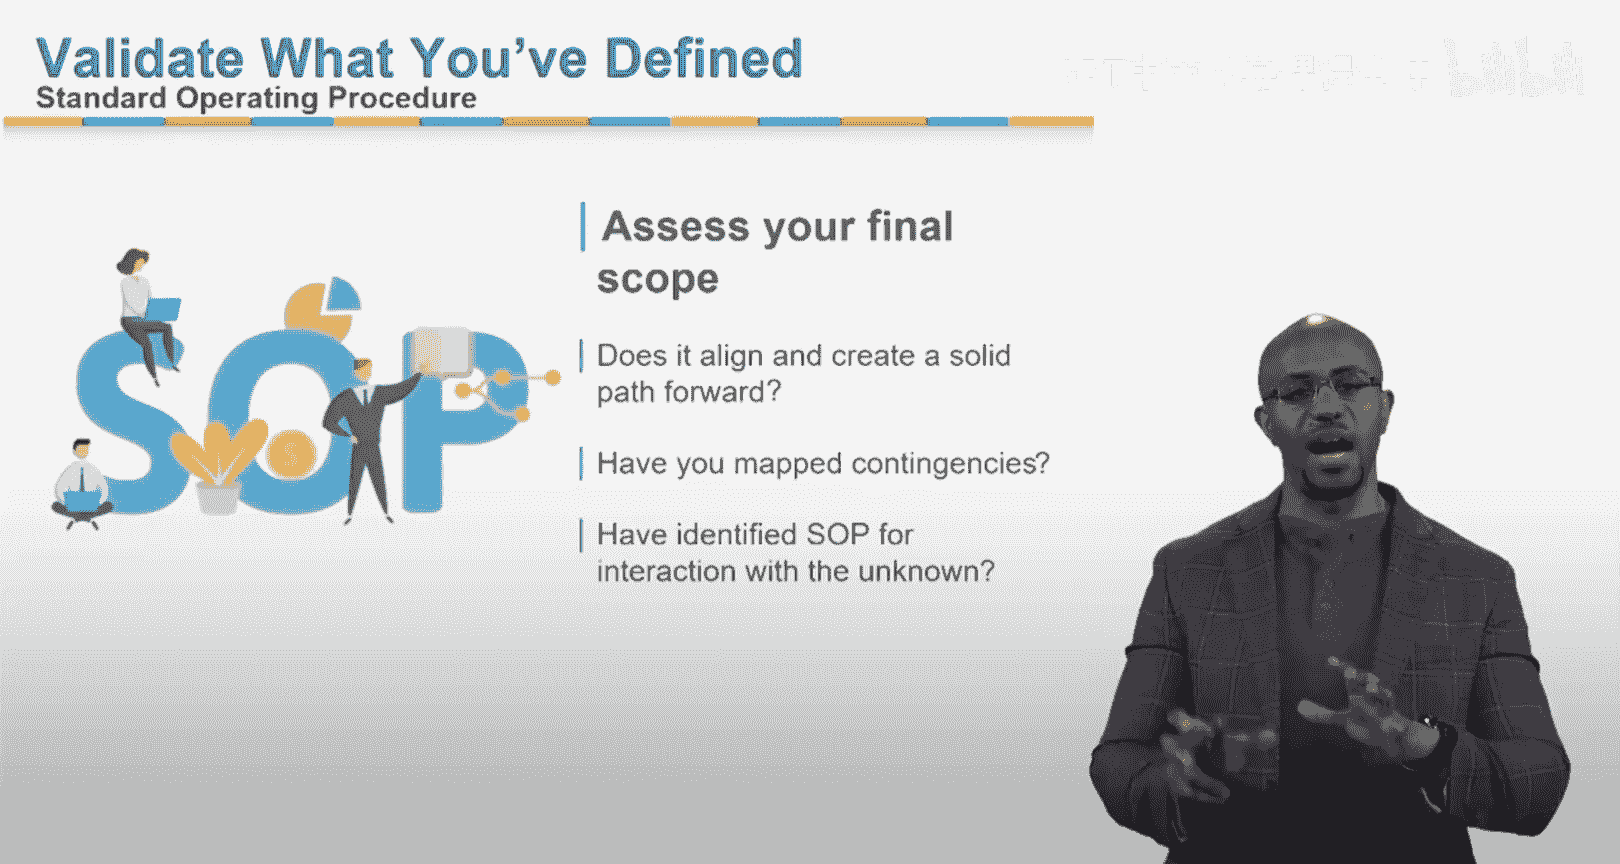 Validate What You've Defined
Standard Operating Procedure
Assess your final
scope
Does it align and create a solid
path forward?
Have you mapped contingencies?
Have identified SOP for
interaction with the unknown?
SOP
$
bilibili